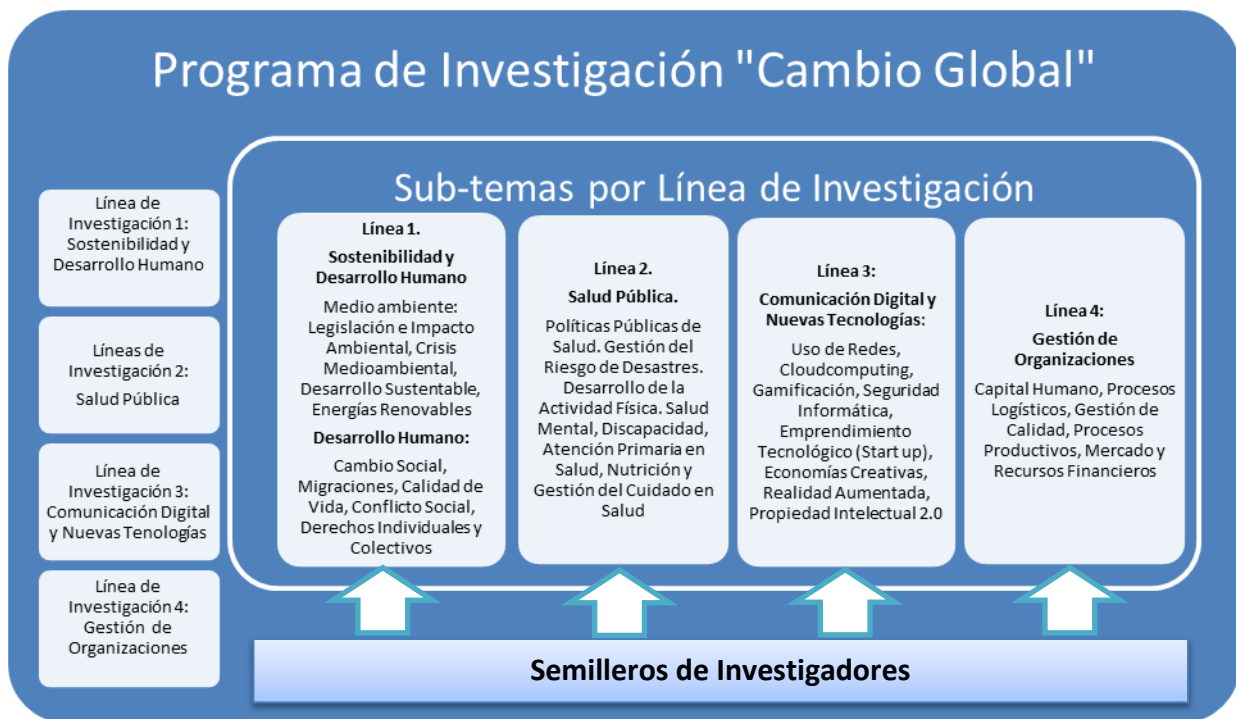 Programa de Investigación "Cambio Global"
Línea de
Investigación 1:
Sostenibilidad y
Desarrollo Humano
Líneas de
Investigación 2:
Salud Pública
Línea de
Investigación 3:
Comunicación Digital
y Nuevas Tenologías
Línea de
Investigación 4:
Gestión de
Organizaciones
Sub-temas por Línea de Investigación
Línea 1.
Sostenibilidad y
Desarrollo Humano
Medio ambiente:
Legislación e Impacto
Ambiental, Crisis
Medioambiental,
Desarrollo Sustentable,
Energías Renovables
Desarrollo Humano:
Cambio Social,
Migraciones, Calidad de
Vida, Conflicto Social,
Derechos Individuales y
Colectivos
Línea 2.
Salud Pública.
Políticas Públicas de
Salud. Gestión del
Riesgo de Desastres.
Desarrollo de la
Actividad Física. Salud
Mental, Discapacidad,
Atención Primaria en
Salud, Nutrición y
Gestión del Cuidado en
Salud
Línea 3:
Comunicación Digital y
Nuevas Tecnologías:
Uso de Redes,
Cloudcomputing,
Gamificación, Seguridad
Informática,
Emprendimiento
Tecnológico (Start up),
Economías Creativas,
Realidad Aumentada,
Propiedad Intelectual 2.0
Línea 4:
Gestión de
Organizaciones
Capital Humano, Procesos
Logísticos, Gestión de
Calidad, Procesos
Productivos, Mercado y
Recursos Financieros
Semilleros de Investigadores